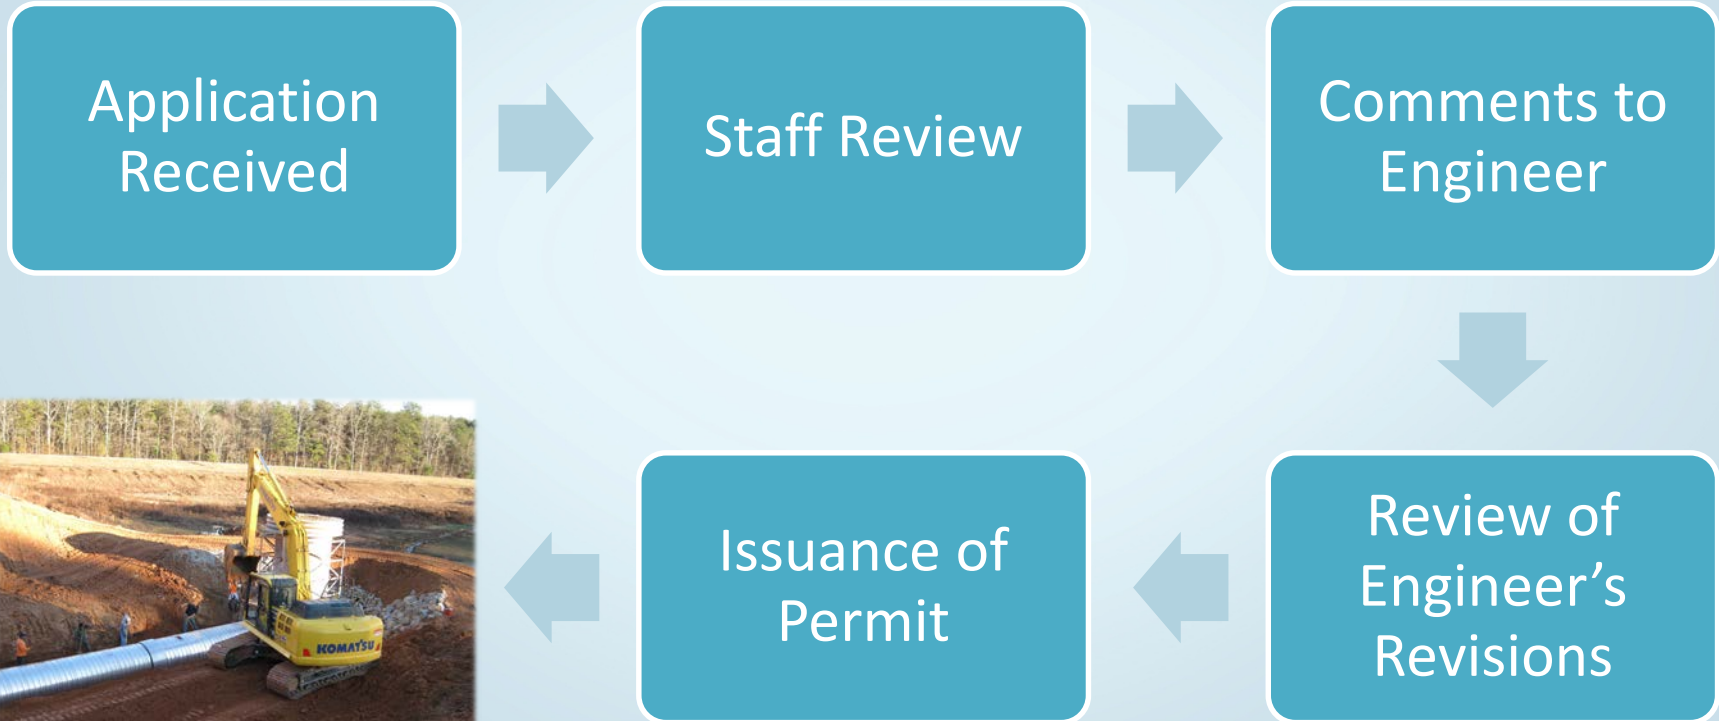 Application
Received
Staff Review
Comments to
Engineer
Review of
Engineer’s
Revisions
Issuance of
Permit
KOMATSU